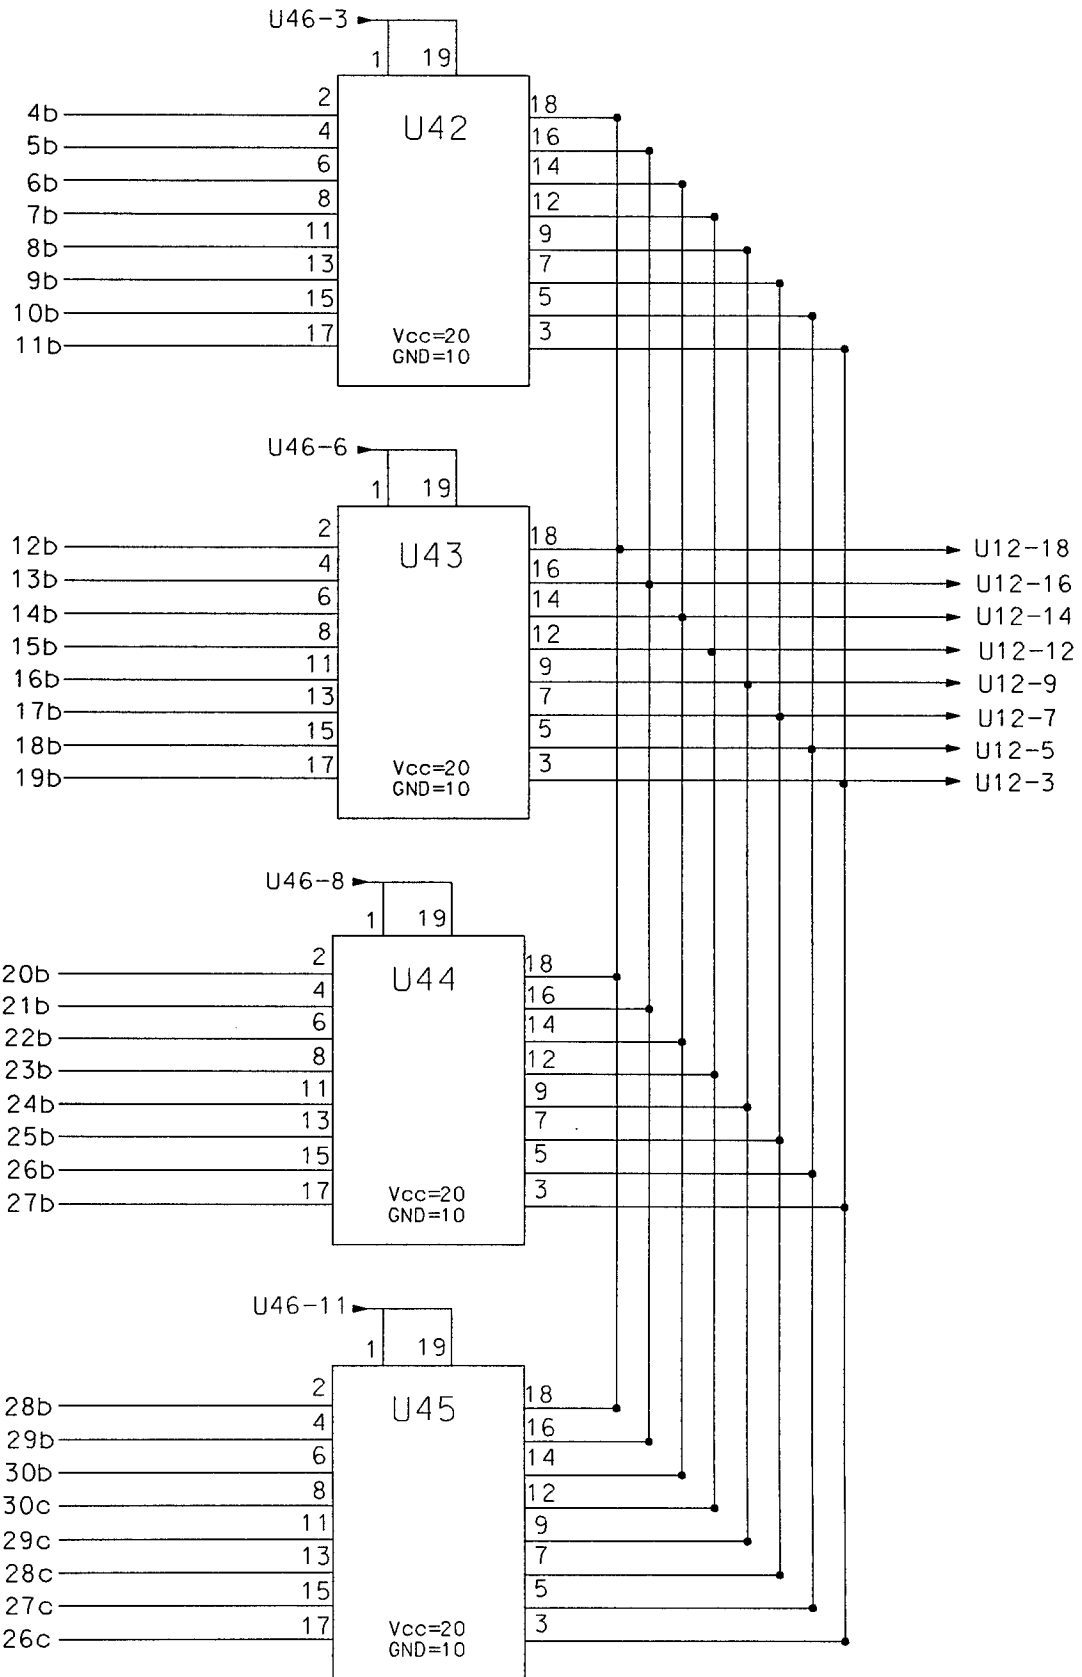 U46-3
1 19
U42
2 18
4b
4 16
5b
6 14
6b
8 12
7b
11 9
8b
13 7
9b
15 5
10b
17 3
11b
Vcc=20
GND=10
U46-6
1 19
U43
2 18
12b U12-18
4 16
13b U12-16
6 14
14b U12-14
8 12
15b U12-12
11 9
16b U12-9
13 7
17b U12-7
15 5
18b U12-5
17 3
19b U12-3
Vcc=20
GND=10
U46-8
1 19
U44
2 18
20b
4 16
21b
6 14
22b
8 12
23b
11 9
24b
13 7
25b
15 5
26b
17 3
27b
Vcc=20
GND=10
U46-11
1 19
U45
2 18
28b
4 16
29b
6 14
30b
8 12
30c
11 9
29c
13 7
28c
15 5
27c
17 3
26c
Vcc=20
GND=10